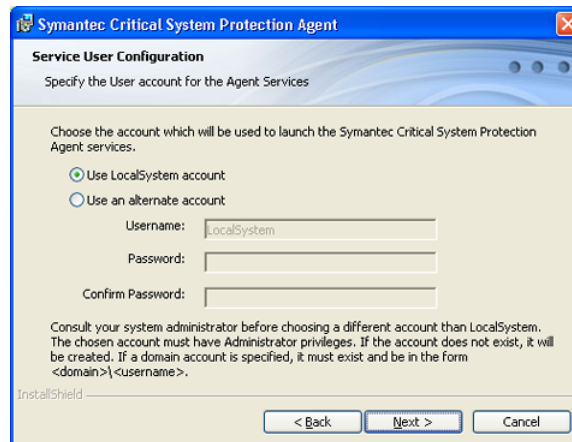 Symantec Critical System Protection Agent
Service User Configuration
Specify the User account for the Agent Services
Choose the account which will be used to launch the Symantec Critical System Protection
Agent services.
Use LocalSystem account
Use an alternate account
Username:
LocalSystem
Password:
Confirm Password:
Consult your system administrator before choosing a different account than LocalSystem.
The chosen account must have Administrator privileges. If the account does not exist, it will
be created. If a domain account is specified, it must exist and be in the form
<domain>\<username>.
InstallShield
< Back
Next >
Cancel